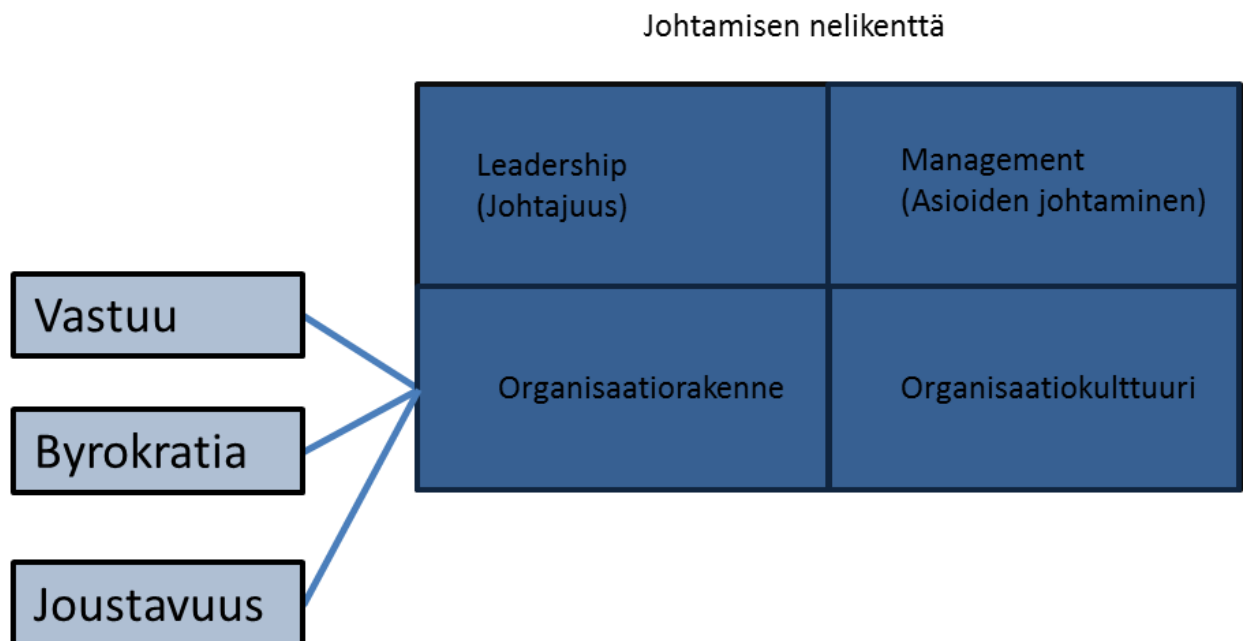 Johtamisen nelikenttä
Leadership
(Johtajuus)
Management
(Asioiden johtaminen)
Organisaatiorakenne
Organisaatiokulttuuri
Vastuu
Byrokratia
Joustavuus